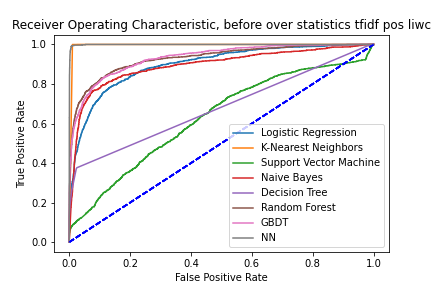 Receiver Operating Characteristic, before over statistics tfidf pos liwc
1.0
0.8
0.6
0.4
0.2
0.0
True Positive Rate
Logistic Regression
K-Nearest Neighbors
Support Vector Machine
Naive Bayes
Decision Tree
Random Forest
GBDT
NN
0.0 0.2 0.4 0.6 0.8 1.0
False Positive Rate